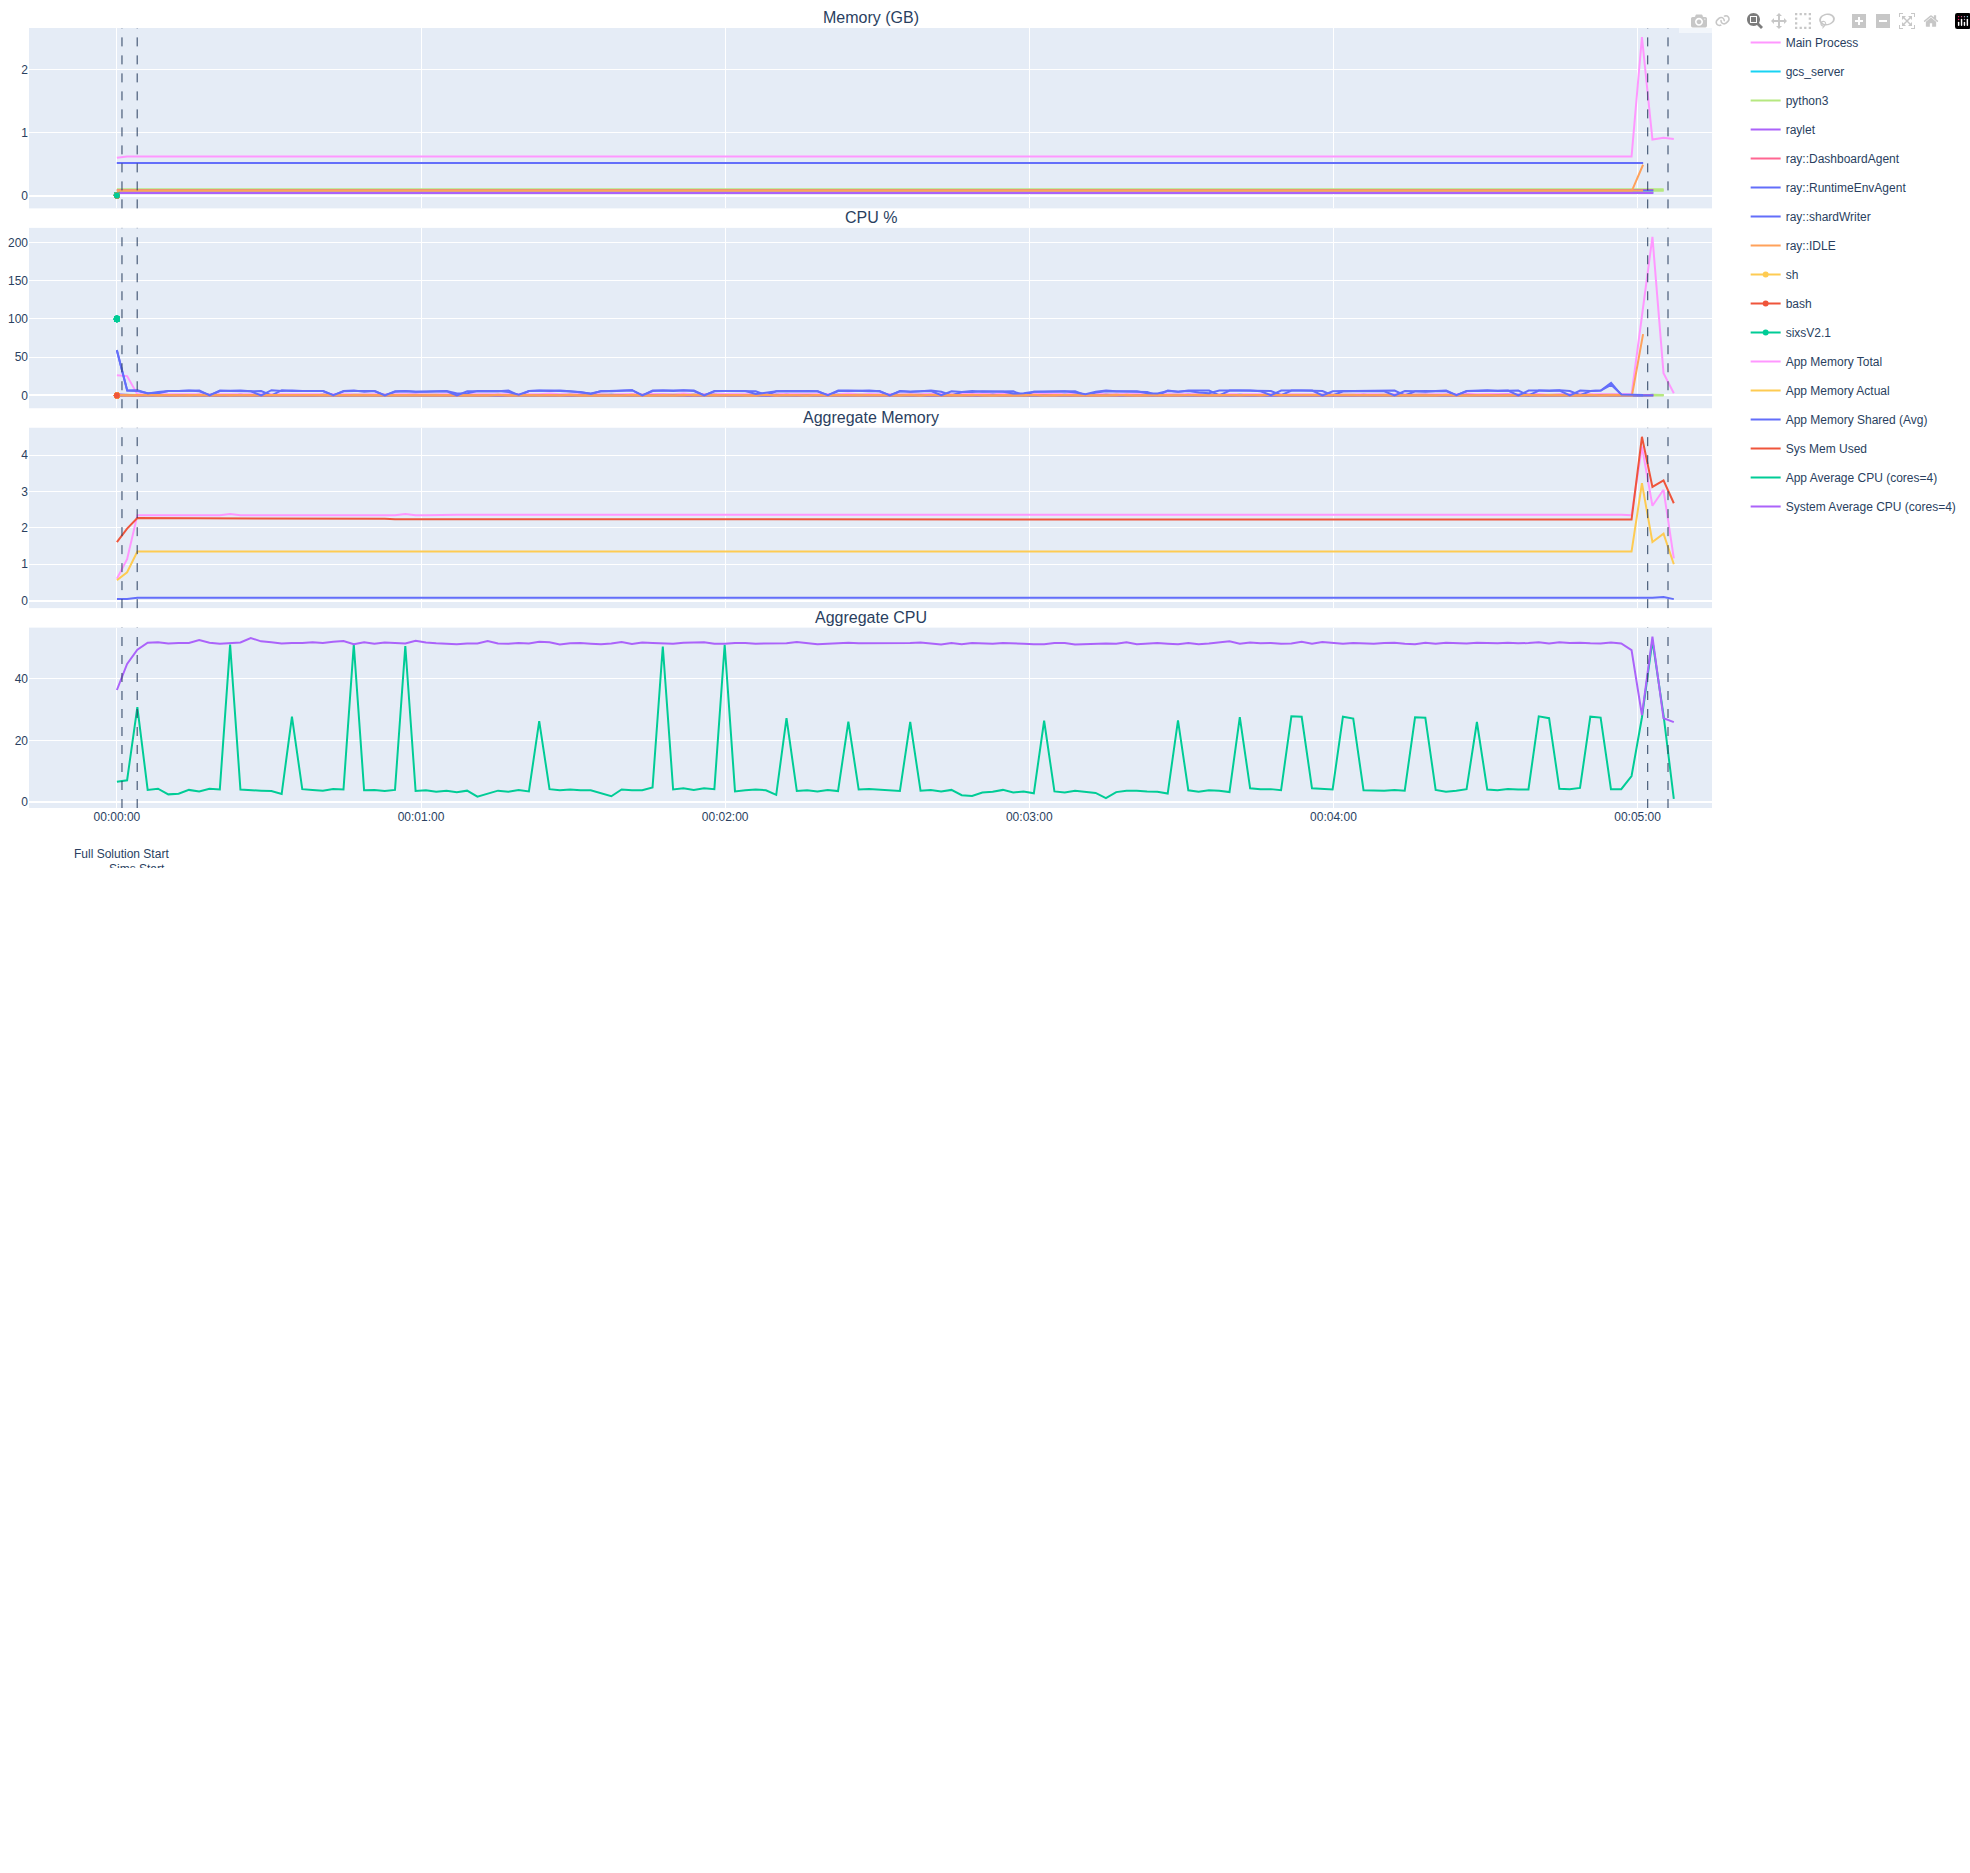 Memory (GB)
2
1
0
CPU %
200
150
100
50
0
Aggregate Memory
4
3
2
1
0
Aggregate CPU
40
20
0
00:00:00 00:01:00 00:02:00 00:03:00 00:04:00 00:05:00
Full Solution Start
Sims Start
Main Process
gcs_server
python3
raylet
ray::DashboardAgent
ray::RuntimeEnvAgent
ray::shardWriter
ray::IDLE
sh
bash
sixsV2.1
App Memory Total
App Memory Actual
App Memory Shared (Avg)
Sys Mem Used
App Average CPU (cores=4)
System Average CPU (cores=4)